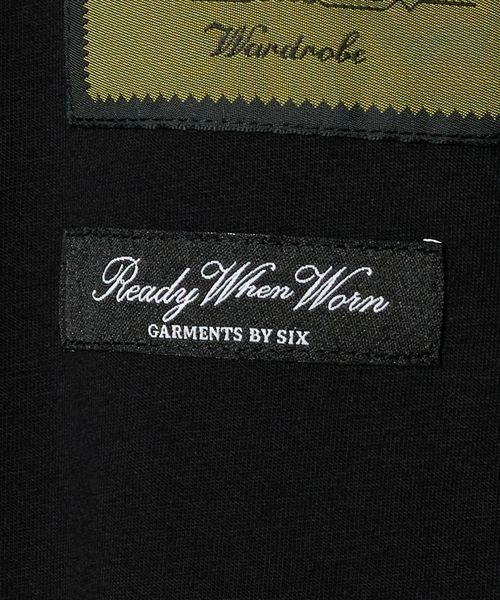 Wardrobe
Ready When Worn
GARMENTS BY SIX